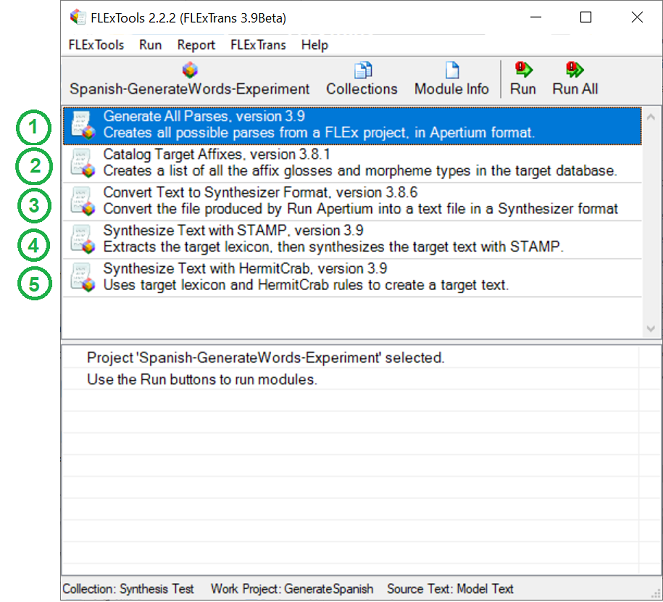 FLExTools 2.2.2 (FLExTrans 3.9Beta)
FLExTools Run Report FLExTrans Help
Spanish-GenerateWords-Experiment Collections Module Info Run Run All
1 Generate All Parses, version 3.9
Creates all possible parses from a FLEx project, in Apertium format.
2 Catalog Target Affixes, version 3.8.1
Creates a list of all the affix glosses and morpheme types in the target database.
3 Convert Text to Synthesizer Format, version 3.8.6
Convert the file produced by Run Apertium into a text file in a Synthesizer format
4 Synthesize Text with STAMP, version 3.9
Extracts the target lexicon, then synthesizes the target text with STAMP.
5 Synthesize Text with HermitCrab, version 3.9
Uses target lexicon and HermitCrab rules to create a target text.
Project 'Spanish-GenerateWords-Experiment' selected.
Use the Run buttons to run modules.
Collection: Synthesis Test Work Project: GenerateSpanish Source Text: Model Text